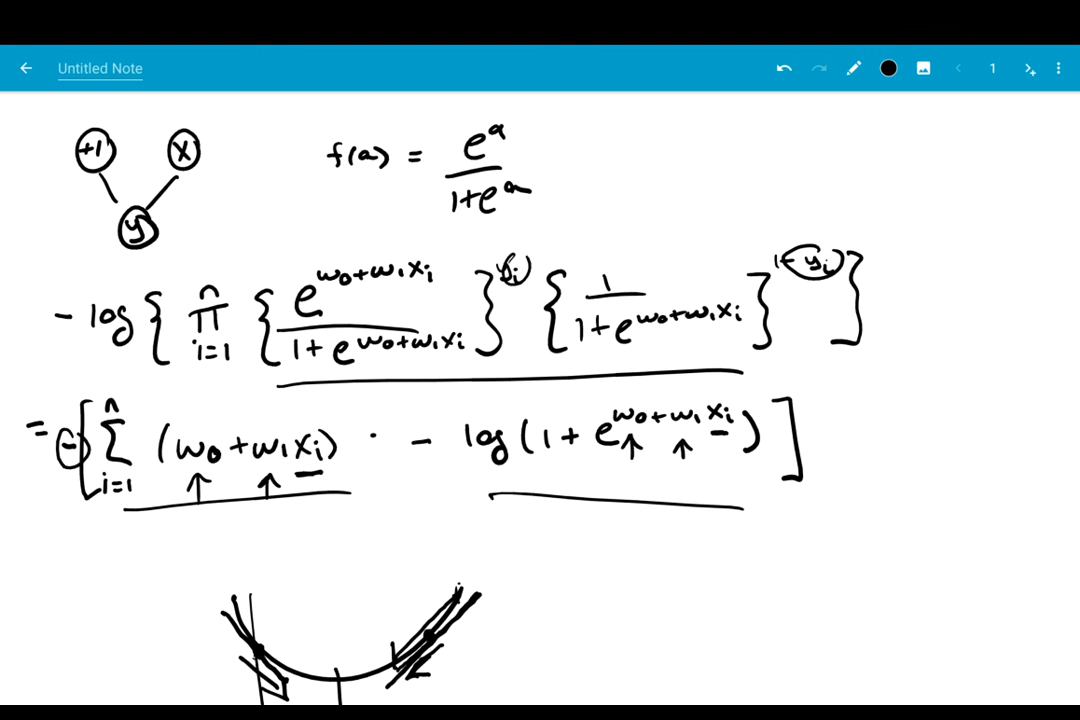 Untitled Note
1
+1 x
y
f(a) = e^a / (1+e^a)
- log { ∏_{i=1}^{n} { e^{w0+w1xi} / (1+e^{w0+w1xi}) }^{yi} { 1 / (1+e^{w0+w1xi}) }^{1-yi} }
= (-) [ ∑_{i=1}^{n} (w0+w1xi) · - log(1+e^{w0+w1xi}) ]